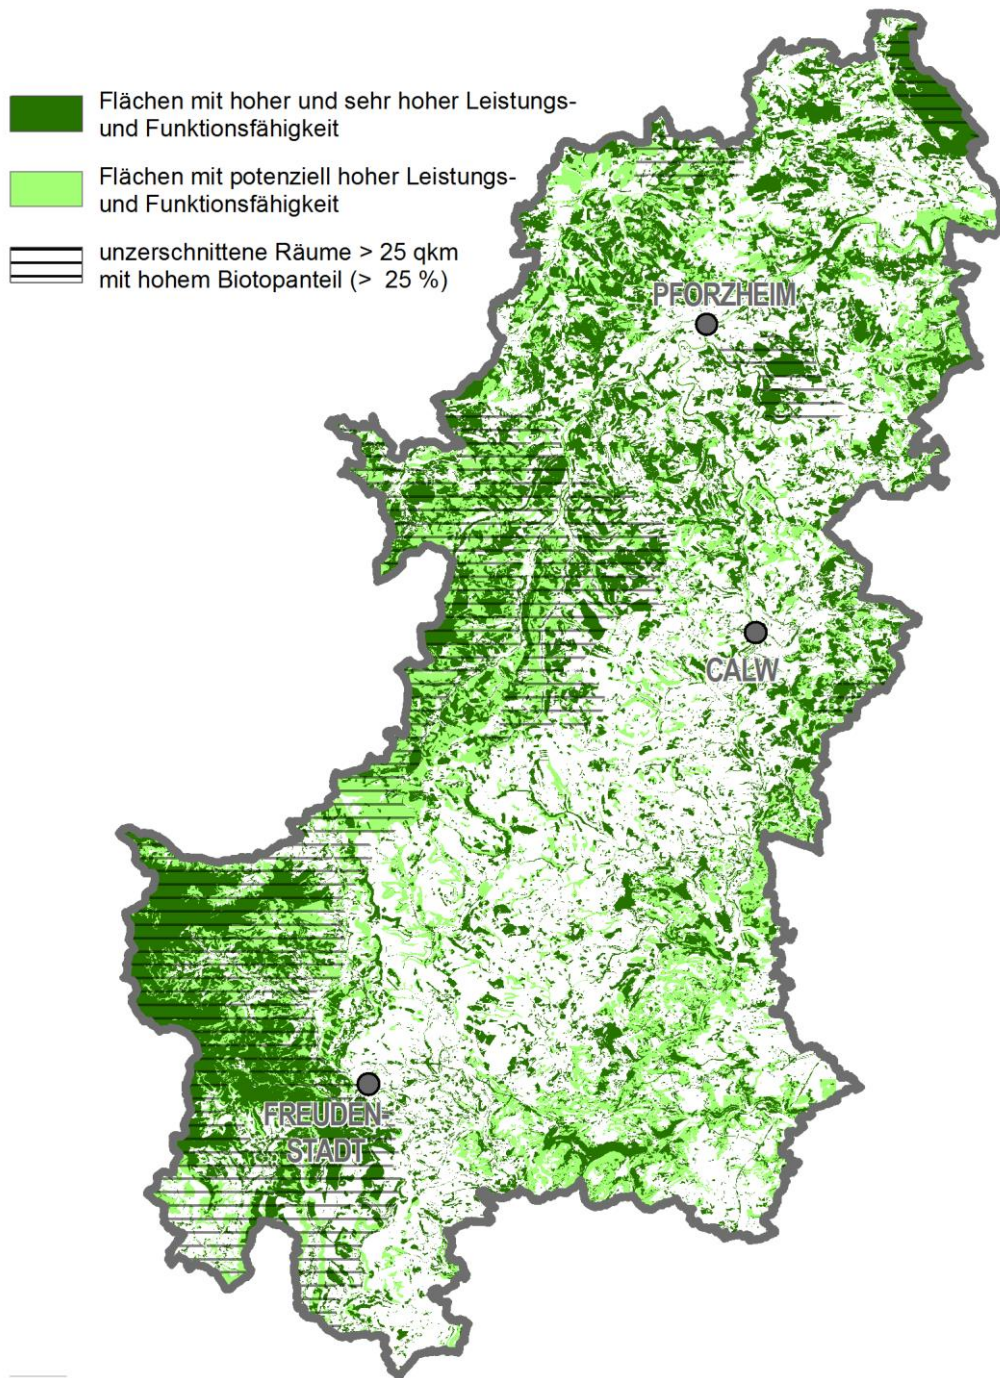 Flächen mit hoher und sehr hoher Leistungs-
und Funktionsfähigkeit
Flächen mit potenziell hoher Leistungs-
und Funktionsfähigkeit
unzerschnittene Räume > 25 qkm
mit hohem Biotopanteil (> 25 %)
PFORZHEIM
CALW
FREUDEN-
STADT